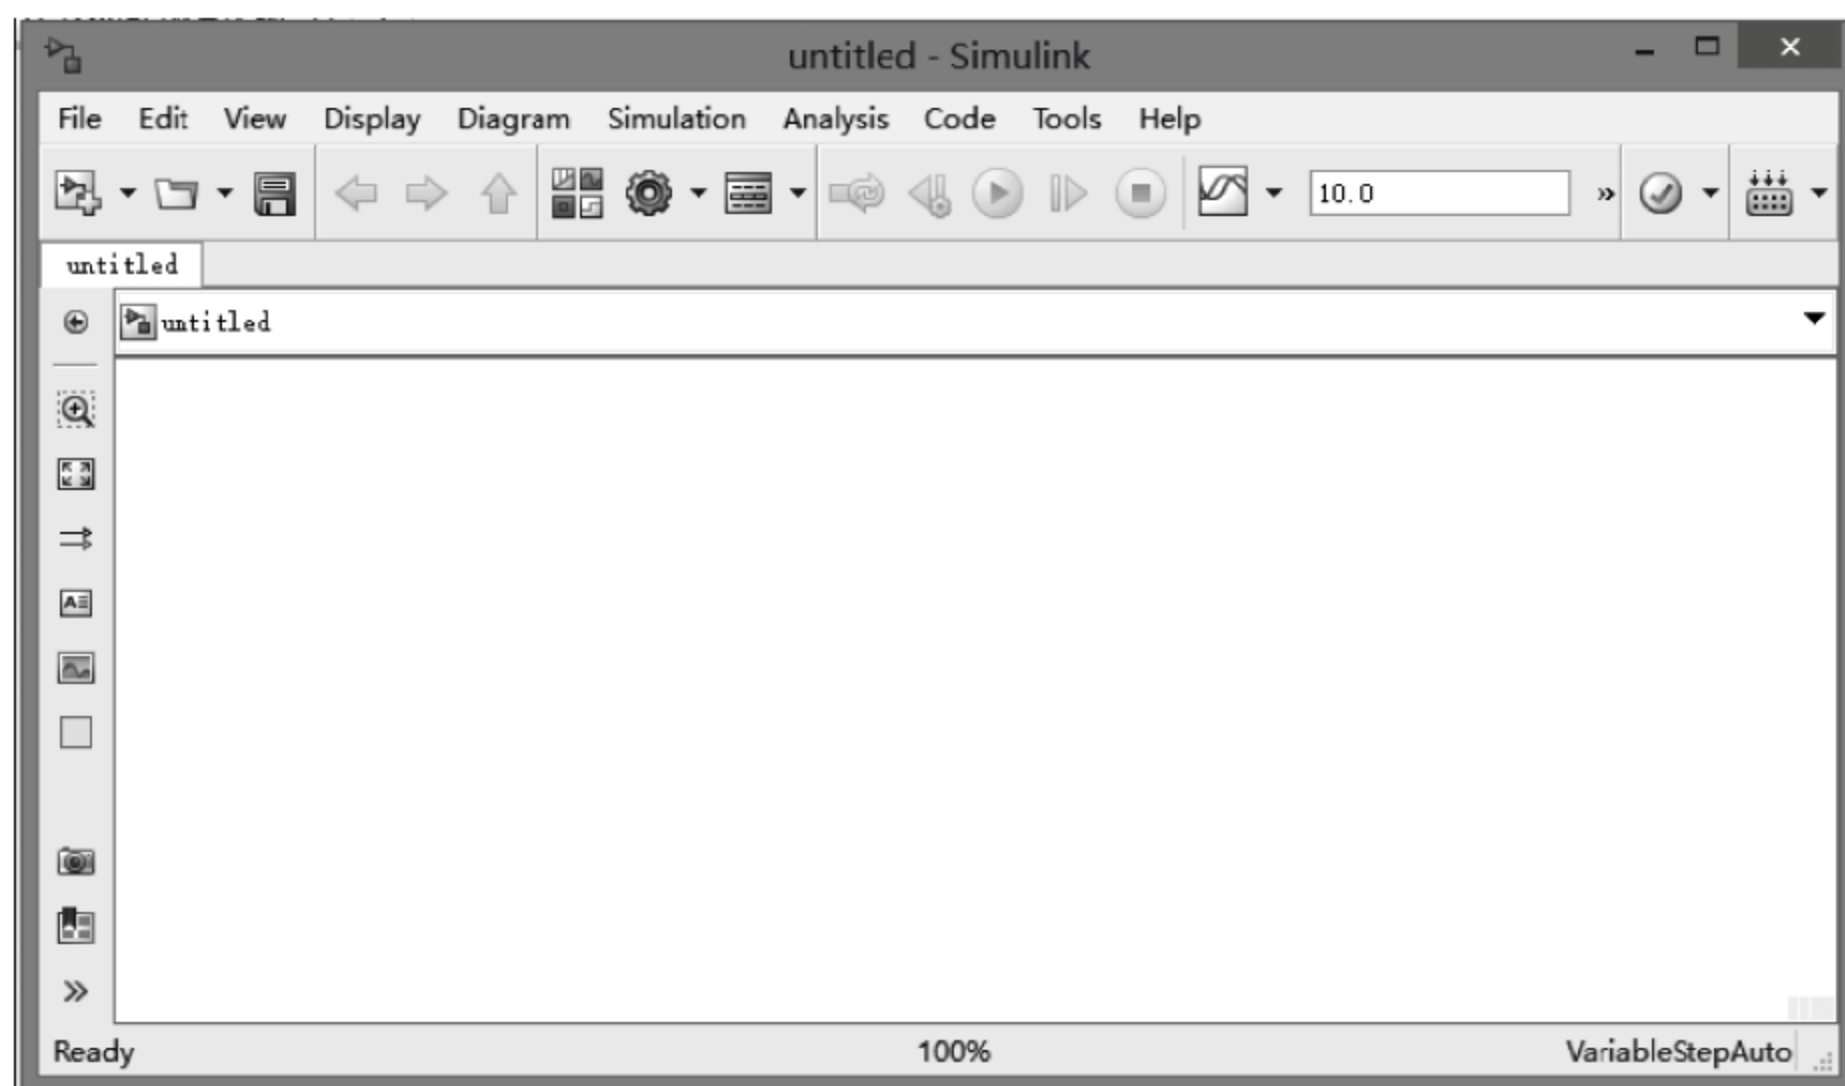 untitled - Simulink
File Edit View Display Diagram Simulation Analysis Code Tools Help
10.0
untitled
untitled
Ready 100% VariableStepAuto